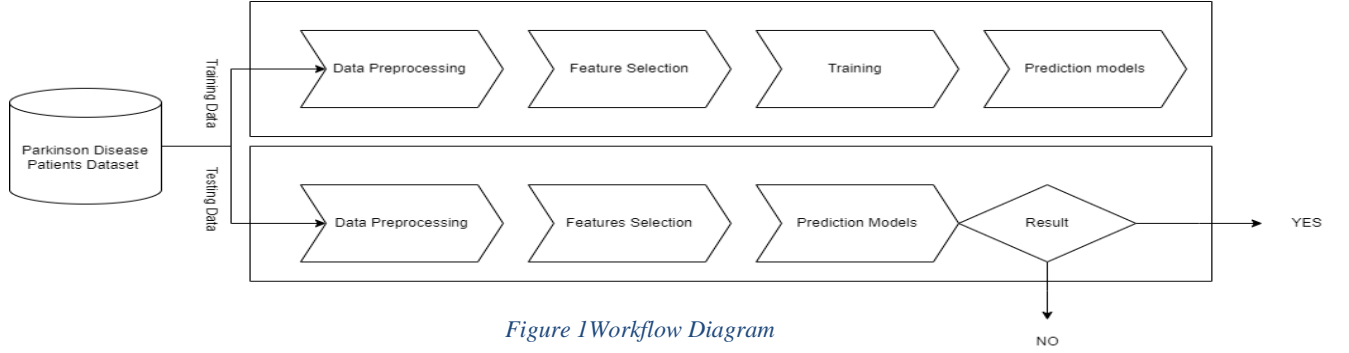 Parkinson Disease
Patients Dataset
Training Data
Data Preprocessing
Feature Selection
Training
Prediction models
Testing Data
Data Preprocessing
Features Selection
Prediction Models
Result
YES
NO
Figure 1Workflow Diagram